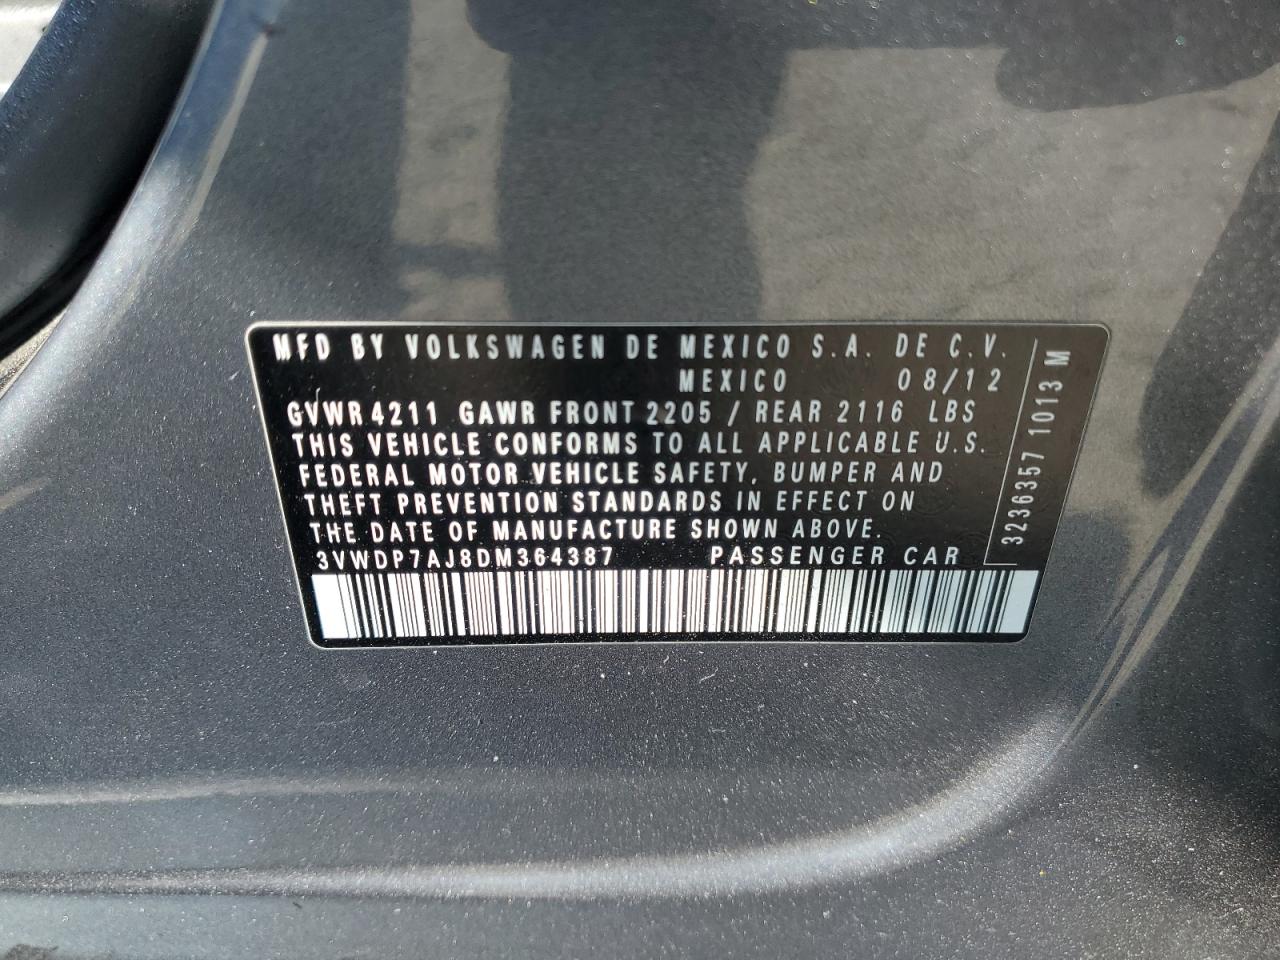 MFD BY VOLKSWAGEN DE MEXICO S.A. DE C.V.
MEXICO 08/12
GVWR 4211 GAWR FRONT 2205 / REAR 2116 LBS
THIS VEHICLE CONFORMS TO ALL APPLICABLE U.S.
FEDERAL MOTOR VEHICLE SAFETY, BUMPER AND
THEFT PREVENTION STANDARDS IN EFFECT ON
THE DATE OF MANUFACTURE SHOWN ABOVE.
3VWDP7AJ8DM364387 PASSENGER CAR
3236357 1013 M